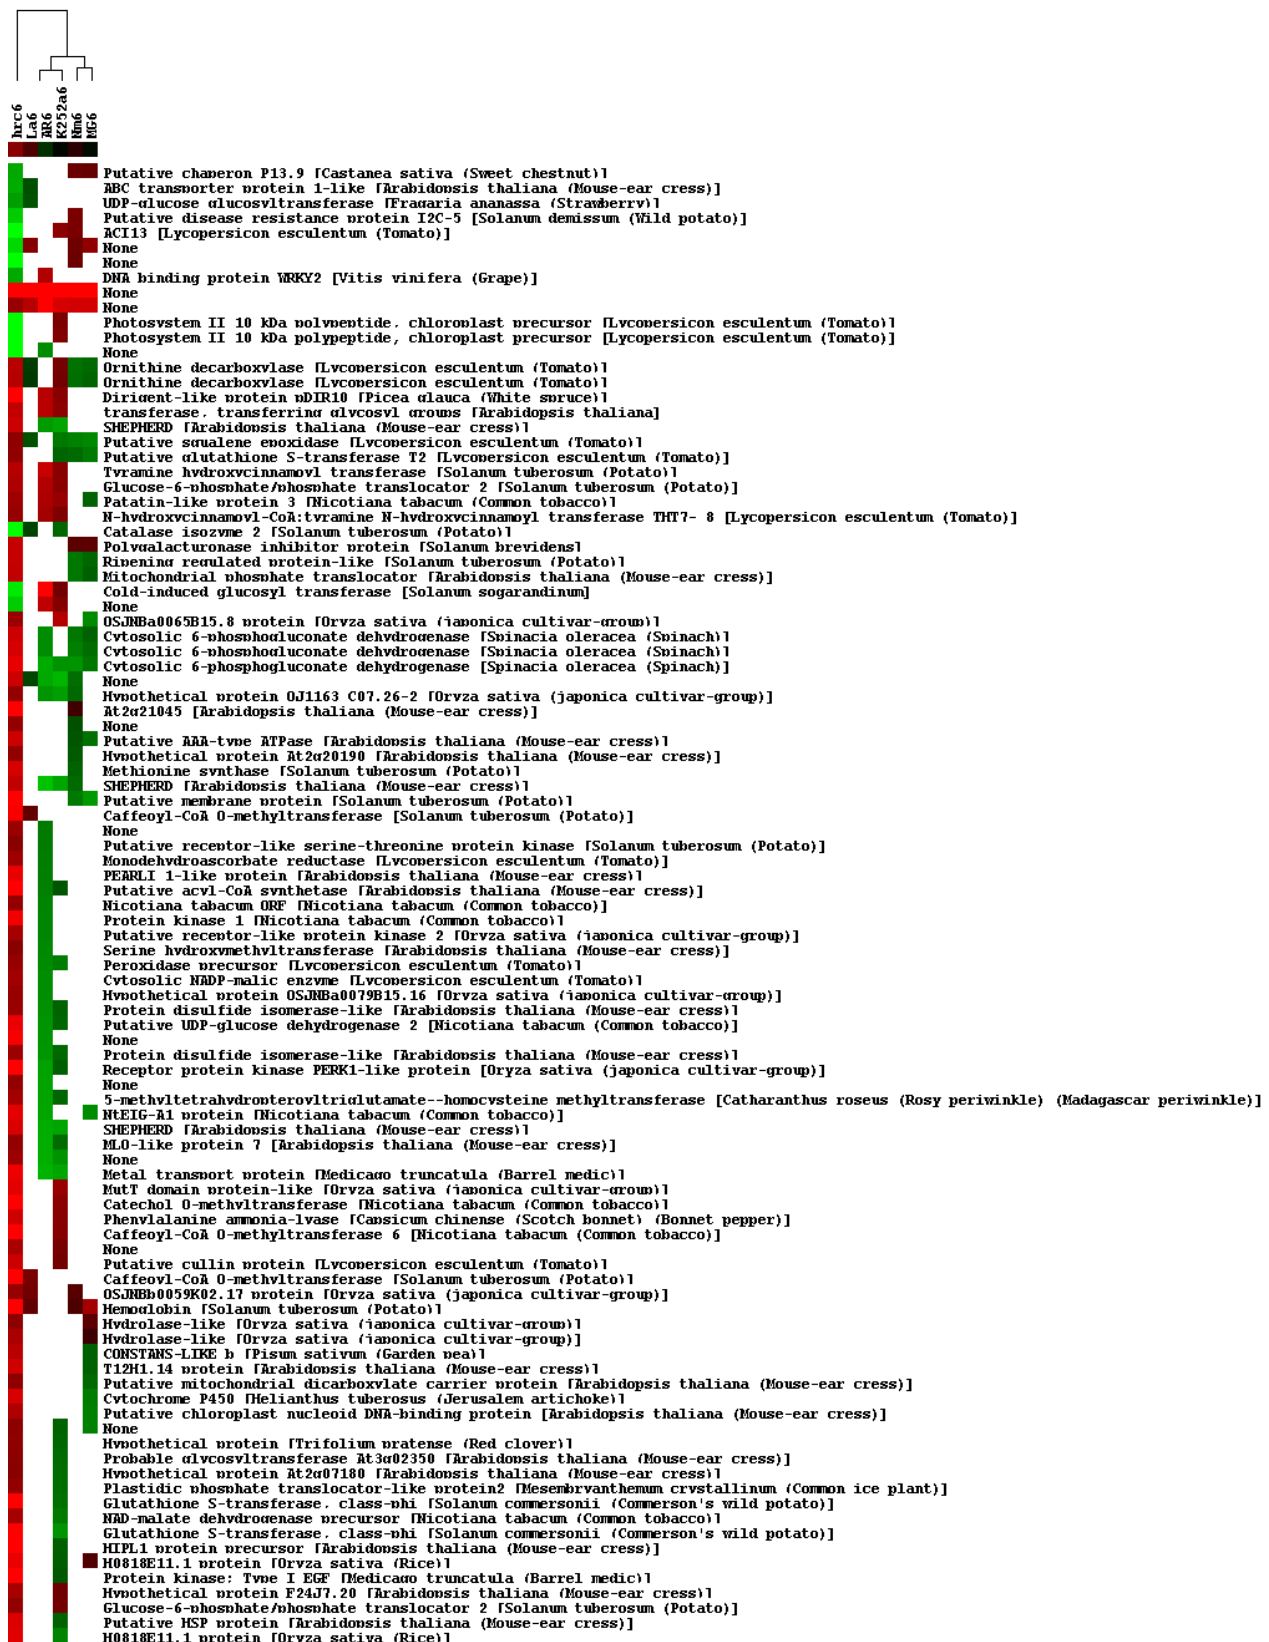 hrc6
La6
AR6
K252a6
Nm6
MG6
Putative chaperon P13.9 [Castanea sativa (Sweet chestnut)]
ABC transporter protein 1-like [Arabidopsis thaliana (Mouse-ear cress)]
UDP-glucose glucosyltransferase [Fragaria ananassa (Strawberry)]
Putative disease resistance protein I2C-5 [Solanum demissum (Wild potato)]
ACI13 [Lycopersicon esculentum (Tomato)]
None
None
DNA binding protein WRKY2 [Vitis vinifera (Grape)]
None
None
Photosystem II 10 kDa polypeptide, chloroplast precursor [Lycopersicon esculentum (Tomato)]
Photosystem II 10 kDa polypeptide, chloroplast precursor [Lycopersicon esculentum (Tomato)]
None
Ornithine decarboxylase [Lycopersicon esculentum (Tomato)]
Ornithine decarboxylase [Lycopersicon esculentum (Tomato)]
Dirigent-like protein pDIR10 [Picea glauca (White spruce)]
transferase, transferring glycosyl groups [Arabidopsis thaliana]
SHEPHERD [Arabidopsis thaliana (Mouse-ear cress)]
Putative squalene epoxidase [Lycopersicon esculentum (Tomato)]
Putative glutathione S-transferase T2 [Lycopersicon esculentum (Tomato)]
Tyramine hydroxycinnamoyl transferase [Solanum tuberosum (Potato)]
Glucose-6-phosphate/phosphate translocator 2 [Solanum tuberosum (Potato)]
Patatin-like protein 3 [Nicotiana tabacum (Common tobacco)]
N-hydroxycinnamoyl-CoA:tyramine N-hydroxycinnamoyl transferase THT7- 8 [Lycopersicon esculentum (Tomato)]
Catalase isozyme 2 [Solanum tuberosum (Potato)]
Polygalacturonase inhibitor protein [Solanum brevidens]
Ripening regulated protein-like [Solanum tuberosum (Potato)]
Mitochondrial phosphate translocator [Arabidopsis thaliana (Mouse-ear cress)]
Cold-induced glucosyl transferase [Solanum sogarandinum]
None
OSJNBa0065B15.8 protein [Oryza sativa (japonica cultivar-group)]
Cytosolic 6-phosphogluconate dehydrogenase [Spinacia oleracea (Spinach)]
Cytosolic 6-phosphogluconate dehydrogenase [Spinacia oleracea (Spinach)]
Cytosolic 6-phosphogluconate dehydrogenase [Spinacia oleracea (Spinach)]
None
Hypothetical protein OJ1163_C07.26-2 [Oryza sativa (japonica cultivar-group)]
At2g21045 [Arabidopsis thaliana (Mouse-ear cress)]
None
Putative AAA-type ATPase [Arabidopsis thaliana (Mouse-ear cress)]
Hypothetical protein At2g20190 [Arabidopsis thaliana (Mouse-ear cress)]
Methionine synthase [Solanum tuberosum (Potato)]
SHEPHERD [Arabidopsis thaliana (Mouse-ear cress)]
Putative membrane protein [Solanum tuberosum (Potato)]
Caffeoyl-CoA O-methyltransferase [Solanum tuberosum (Potato)]
None
Putative receptor-like serine-threonine protein kinase [Solanum tuberosum (Potato)]
Monodehydroascorbate reductase [Lycopersicon esculentum (Tomato)]
PEARLI 1-like protein [Arabidopsis thaliana (Mouse-ear cress)]
Putative acyl-CoA synthetase [Arabidopsis thaliana (Mouse-ear cress)]
Nicotiana tabacum ORF [Nicotiana tabacum (Common tobacco)]
Protein kinase 1 [Nicotiana tabacum (Common tobacco)]
Putative receptor-like protein kinase 2 [Oryza sativa (japonica cultivar-group)]
Serine hydroxymethyltransferase [Arabidopsis thaliana (Mouse-ear cress)]
Peroxidase precursor [Lycopersicon esculentum (Tomato)]
Cytosolic NADP-malic enzyme [Lycopersicon esculentum (Tomato)]
Hypothetical protein OSJNBa0079B15.16 [Oryza sativa (japonica cultivar-group)]
Protein disulfide isomerase-like [Arabidopsis thaliana (Mouse-ear cress)]
Putative UDP-glucose dehydrogenase 2 [Nicotiana tabacum (Common tobacco)]
None
Protein disulfide isomerase-like [Arabidopsis thaliana (Mouse-ear cress)]
Receptor protein kinase PERK1-like protein [Oryza sativa (japonica cultivar-group)]
None
5-methyltetrahydropteroyltriglutamate--homocysteine methyltransferase [Catharanthus roseus (Rosy periwinkle) (Madagascar periwinkle)]
NtEIG-A1 protein [Nicotiana tabacum (Common tobacco)]
SHEPHERD [Arabidopsis thaliana (Mouse-ear cress)]
MLO-like protein 7 [Arabidopsis thaliana (Mouse-ear cress)]
None
Metal transport protein [Medicago truncatula (Barrel medic)]
MutT domain protein-like [Oryza sativa (japonica cultivar-group)]
Catechol O-methyltransferase [Nicotiana tabacum (Common tobacco)]
Phenylalanine ammonia-lyase [Capsicum chinense (Scotch bonnet) (Bonnet pepper)]
Caffeoyl-CoA O-methyltransferase 6 [Nicotiana tabacum (Common tobacco)]
None
Putative cullin protein [Lycopersicon esculentum (Tomato)]
Caffeoyl-CoA O-methyltransferase [Solanum tuberosum (Potato)]
OSJNBb0059K02.17 protein [Oryza sativa (japonica cultivar-group)]
Hemoglobin [Solanum tuberosum (Potato)]
Hydrolase-like [Oryza sativa (japonica cultivar-group)]
Hydrolase-like [Oryza sativa (japonica cultivar-group)]
CONSTANS-LIKE b [Pisum sativum (Garden pea)]
T12H1.14 protein [Arabidopsis thaliana (Mouse-ear cress)]
Putative mitochondrial dicarboxylate carrier protein [Arabidopsis thaliana (Mouse-ear cress)]
Cytochrome P450 [Helianthus tuberosus (Jerusalem artichoke)]
Putative chloroplast nucleoid DNA-binding protein [Arabidopsis thaliana (Mouse-ear cress)]
None
Hypothetical protein [Trifolium pratense (Red clover)]
Probable glycosyltransferase At3g02350 [Arabidopsis thaliana (Mouse-ear cress)]
Hypothetical protein At2g07180 [Arabidopsis thaliana (Mouse-ear cress)]
Plastidic phosphate translocator-like protein2 [Mesembryanthemum crystallinum (Common ice plant)]
Glutathione S-transferase, class-phi [Solanum commersonii (Commerson's wild potato)]
NAD-malate dehydrogenase precursor [Nicotiana tabacum (Common tobacco)]
Glutathione S-transferase, class-phi [Solanum commersonii (Commerson's wild potato)]
HIPL1 protein precursor [Arabidopsis thaliana (Mouse-ear cress)]
H0818E11.1 protein [Oryza sativa (Rice)]
Protein kinase; Type I EGF [Medicago truncatula (Barrel medic)]
Hypothetical protein F24J7.20 [Arabidopsis thaliana (Mouse-ear cress)]
Glucose-6-phosphate/phosphate translocator 2 [Solanum tuberosum (Potato)]
Putative HSP protein [Arabidopsis thaliana (Mouse-ear cress)]
H0818E11.1 protein [Oryza sativa (Rice)]